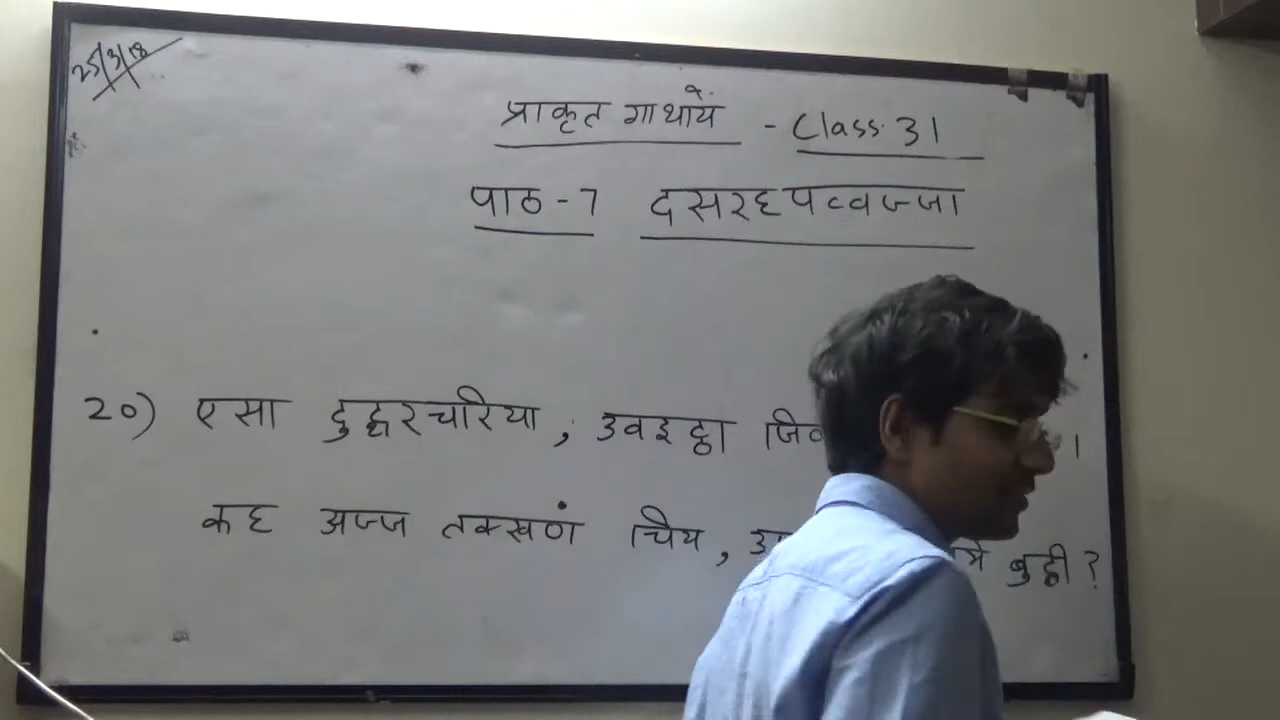 25/3/18
प्राकृत गाथायें - Class 31
पाठ - 7 दसरहपव्वज्जा
20) एसा दुद्धरचरिया, उवइट्ठा
कह अज्ज तक्खणं चिय, बुद्धी ?